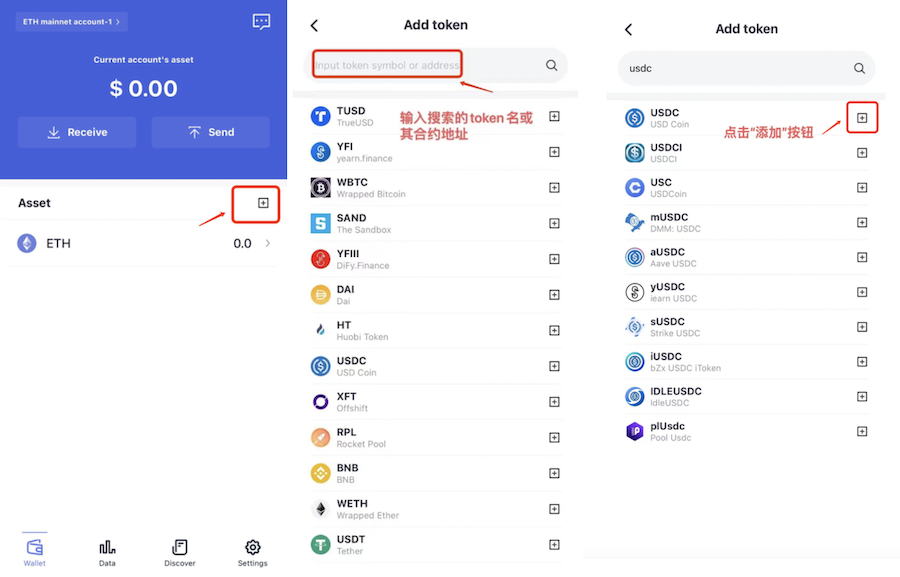 ETH mainnet account-1 >
Current account's asset
$ 0.00
Receive
Send
Asset
ETH
0.0
Wallet
Data
Discover
Settings
Add token
Input token symbol or address
输入搜索的token名或
其合约地址
TUSD
TrueUSD
YFI
yearn.finance
WBTC
Wrapped Bitcoin
SAND
The Sandbox
YFIII
DiFy.Finance
DAI
Dai
HT
Huobi Token
USDC
USD Coin
XFT
Offshift
RPL
Rocket Pool
BNB
BNB
WETH
Wrapped Ether
USDT
Tether
Add token
usdc
点击“添加”按钮
USDC
USD Coin
USDCI
USDCI
USC
USDCoin
mUSDC
DMM: USDC
aUSDC
Aave USDC
yUSDC
iearn USDC
sUSDC
Strike USDC
iUSDC
bZx USDC iToken
IDLEUSDC
IdleUSDC
plUsdc
Pool Usdc